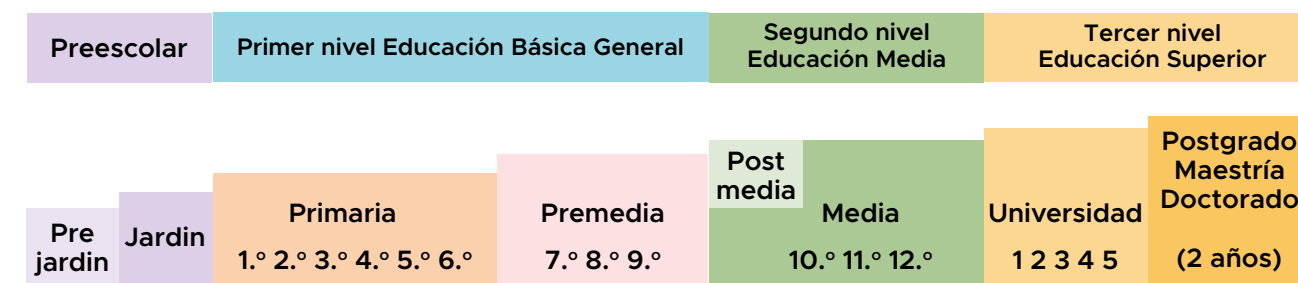 Preescolar
Primer nivel Educación Básica General
Segundo nivel
Educación Media
Tercer nivel
Educación Superior
Pre
jardin
Jardin
Primaria
1.º 2.º 3.º 4.º 5.º 6.º
Premedia
7.º 8.º 9.º
Post
media
Media
10.º 11.º 12.º
Universidad
1 2 3 4 5
Postgrado
Maestría
Doctorado
(2 años)